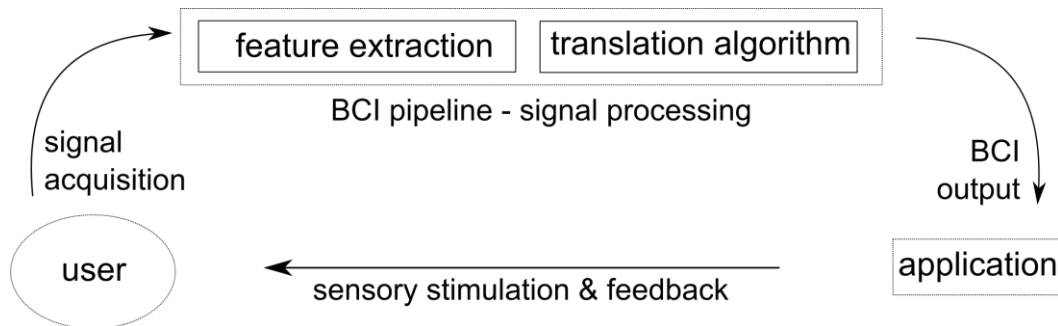 feature extraction
translation algorithm
BCI pipeline - signal processing
signal
acquisition
BCI
output
user
application
sensory stimulation & feedback